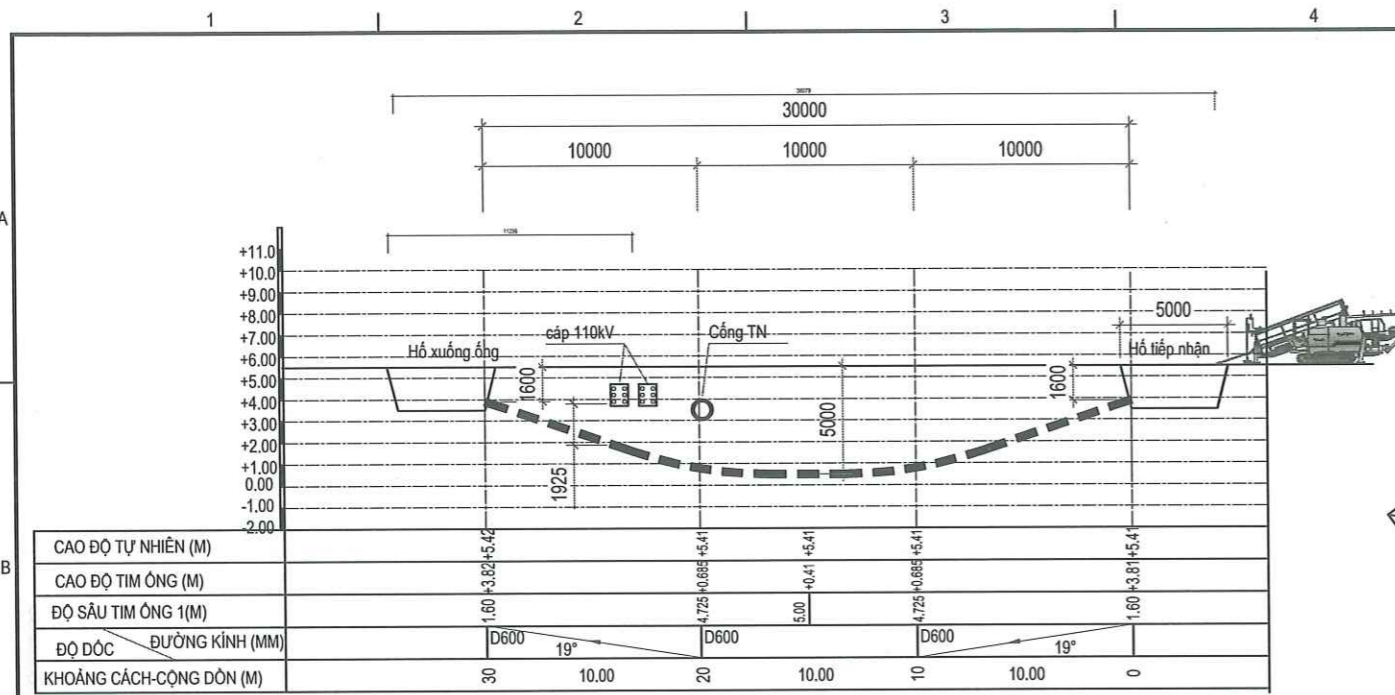 1 2 3 4
30000
10000 10000 10000
A
+11.0
+10.0
+9.00
+8.00
+7.00
+6.00
+5.00
+4.00
+3.00
+2.00
+1.00
0.00
-1.00
-2.00
Hố xuống ống
cáp 110kV
Cống TN
5000
Hố tiếp nhận
1600
1925
5000
1600
B
CAO ĐỘ TỰ NHIÊN (M) +5.42 +5.41 +5.41 +5.41 +5.41
CAO ĐỘ TIM ỐNG (M) +3.82 +0.685 +0.41 +0.685 +3.81
ĐỘ SÂU TIM ỐNG 1(M) 1.60 4.725 5.00 4.725 1.60
ĐỘ DỐC ĐƯỜNG KÍNH (MM) D600 19° D600 D600 19°
KHOẢNG CÁCH-CỘNG DỒN (M) 30 10.00 20 10.00 10 10.00 0